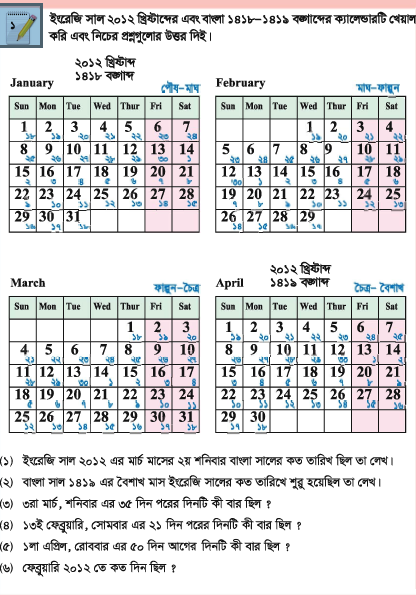 ১
ইংরেজি সাল ২০১২ খ্রিস্টাব্দের এবং বাংলা ১৪১৮–১৪১৯ বঙ্গাব্দের ক্যালেন্ডারটি খেয়াল
করি এবং নিচের প্রশ্নগুলোর উত্তর দিই।
২০১২ খ্রিস্টাব্দ
১৪১৮ বঙ্গাব্দ
January পৌষ-মাঘ
Sun Mon Tue Wed Thur Fri Sat
1 2 3 4 5 6 7
১৮ ১৯ ২০ ২১ ২২ ২৩ ২৪
8 9 10 11 12 13 14
২৫ ২৬ ২৭ ২৮ ২৯ ৩০ ১
15 16 17 18 19 20 21
২ ৩ ৪ ৫ ৬ ৭ ৮
22 23 24 25 26 27 28
৯ ১০ ১১ ১২ ১৩ ১৪ ১৫
29 30 31
১৬ ১৭ ১৮
February মাঘ-ফাল্গুন
Sun Mon Tue Wed Thur Fri Sat
1 2 3 4
১৯ ২০ ২১ ২২
5 6 7 8 9 10 11
২৩ ২৪ ২৫ ২৬ ২৭ ২৮ ২৯
12 13 14 15 16 17 18
৩০ ১ ২ ৩ ৪ ৫ ৬
19 20 21 22 23 24 25
৭ ৮ ৯ ১০ ১১ ১২ ১৩
26 27 28 29
১৪ ১৫ ১৬ ১৭
March ফাল্গুন-চৈত্র
Sun Mon Tue Wed Thur Fri Sat
1 2 3
১৮ ১৯ ২০
4 5 6 7 8 9 10
২১ ২২ ২৩ ২৪ ২৫ ২৬ ২৭
11 12 13 14 15 16 17
২৮ ২৯ ৩০ ১ ২ ৩ ৪
18 19 20 21 22 23 24
৫ ৬ ৭ ৮ ৯ ১০ ১১
25 26 27 28 29 30 31
১২ ১৩ ১৪ ১৫ ১৬ ১৭ ১৮
২০১২ খ্রিস্টাব্দ
April ১৪১৯ বঙ্গাব্দ চৈত্র- বৈশাখ
Sun Mon Tue Wed Thur Fri Sat
1 2 3 4 5 6 7
১৯ ২০ ২১ ২২ ২৩ ২৪ ২৫
8 9 10 11 12 13 14
২৬ ২৭ ২৮ ২৯ ৩০ ১ ২
15 16 17 18 19 20 21
৩ ৪ ৫ ৬ ৭ ৮ ৯
22 23 24 25 26 27 28
১০ ১১ ১২ ১৩ ১৪ ১৫ ১৬
29 30
১৭ ১৮
(১) ইংরেজি সাল ২০১২ এর মার্চ মাসের ২য় শনিবার বাংলা সালের কত তারিখ ছিল তা লেখ।
(২) বাংলা সাল ১৪১৯ এর বৈশাখ মাস ইংরেজি সালের কত তারিখে শুরু হয়েছিল তা লেখ।
(৩) ৩রা মার্চ, শনিবার এর ৩৫ দিন পরের দিনটি কী বার ছিল ?
(৪) ১৩ই ফেব্রুয়ারি, সোমবার এর ২১ দিন পরের দিনটি কী বার ছিল ?
(৫) ১লা এপ্রিল, রোববার এর ৫০ দিন আগের দিনটি কী বার ছিল ?
(৬) ফেব্রুয়ারি ২০১২ তে কত দিন ছিল ?